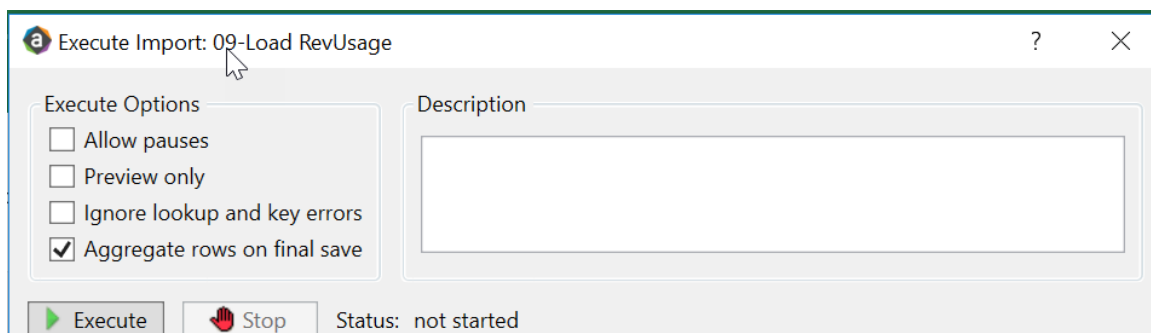 Execute Import: 09-Load RevUsage
?
Execute Options
Allow pauses
Preview only
Ignore lookup and key errors
Aggregate rows on final save
Description
Execute
Stop
Status: not started